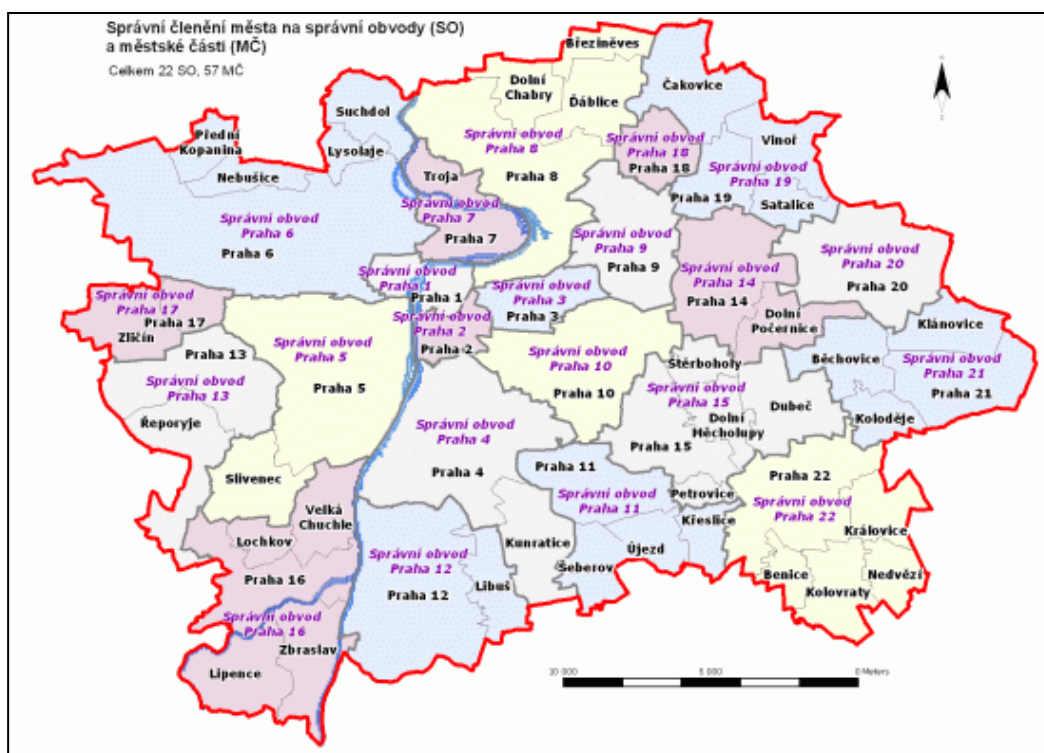 Správní členění města na správní obvody (SO)
a městské části (MČ)
Celkem 22 SO, 57 MČ
Březiněves
Dolní
Chabry
Ďáblice
Čakovice
Suchdol
Lysolaje
Přední
Kopanina
Nebušice
Správní obvod
Praha 8
Praha 8
Správní obvod
Praha 18
Praha 18
Vinoř
Správní obvod
Praha 19
Praha 19
Satalice
Troja
Správní obvod
Praha 7
Praha 7
Správní obvod
Praha 6
Praha 6
Správní obvod
Praha 9
Praha 9
Správní obvod
Praha 20
Praha 20
Správní obvod
Praha 1
Praha 1
Správní obvod
Praha 3
Praha 3
Správní obvod
Praha 14
Praha 14
Dolní
Počernice
Správní obvod
Praha 17
Praha 17
Zličín
Správní obvod
Praha 2
Praha 2
Klánovice
Běchovice
Správní obvod
Praha 21
Praha 21
Koloděje
Praha 13
Správní obvod
Praha 13
Řeporyje
Správní obvod
Praha 5
Praha 5
Správní obvod
Praha 10
Praha 10
Štěrboholy
Správní obvod
Praha 15
Praha 15
Dolní
Měcholupy
Dubeč
Petrovice
Správní obvod
Praha 4
Praha 4
Praha 11
Správní obvod
Praha 11
Křeslice
Újezd
Šeberov
Kunratice
Praha 22
Správní obvod
Praha 22
Královice
Nedvězí
Benice
Kolovraty
Slivenec
Velká
Chuchle
Lochkov
Praha 16
Správní obvod
Praha 16
Zbraslav
Lipence
Správní obvod
Praha 12
Praha 12
Libuš
10 000
5 000
0 Meters